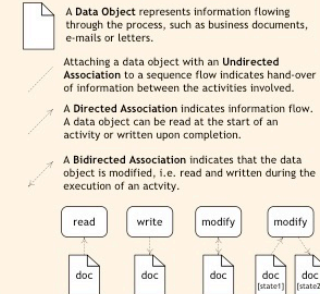 A Data Object represents information flowing
through the process, such as business documents,
e-mails or letters.
Attaching a data object with an Undirected
Association to a sequence flow indicates hand-over
of information between the activities involved.
A Directed Association indicates information flow.
A data object can be read at the start of an
activity or written upon completion.
A Bidirected Association indicates that the data
object is modified, i.e. read and written during the
execution of an actvity.
read write modify modify
doc doc doc doc doc
[state1] [state2